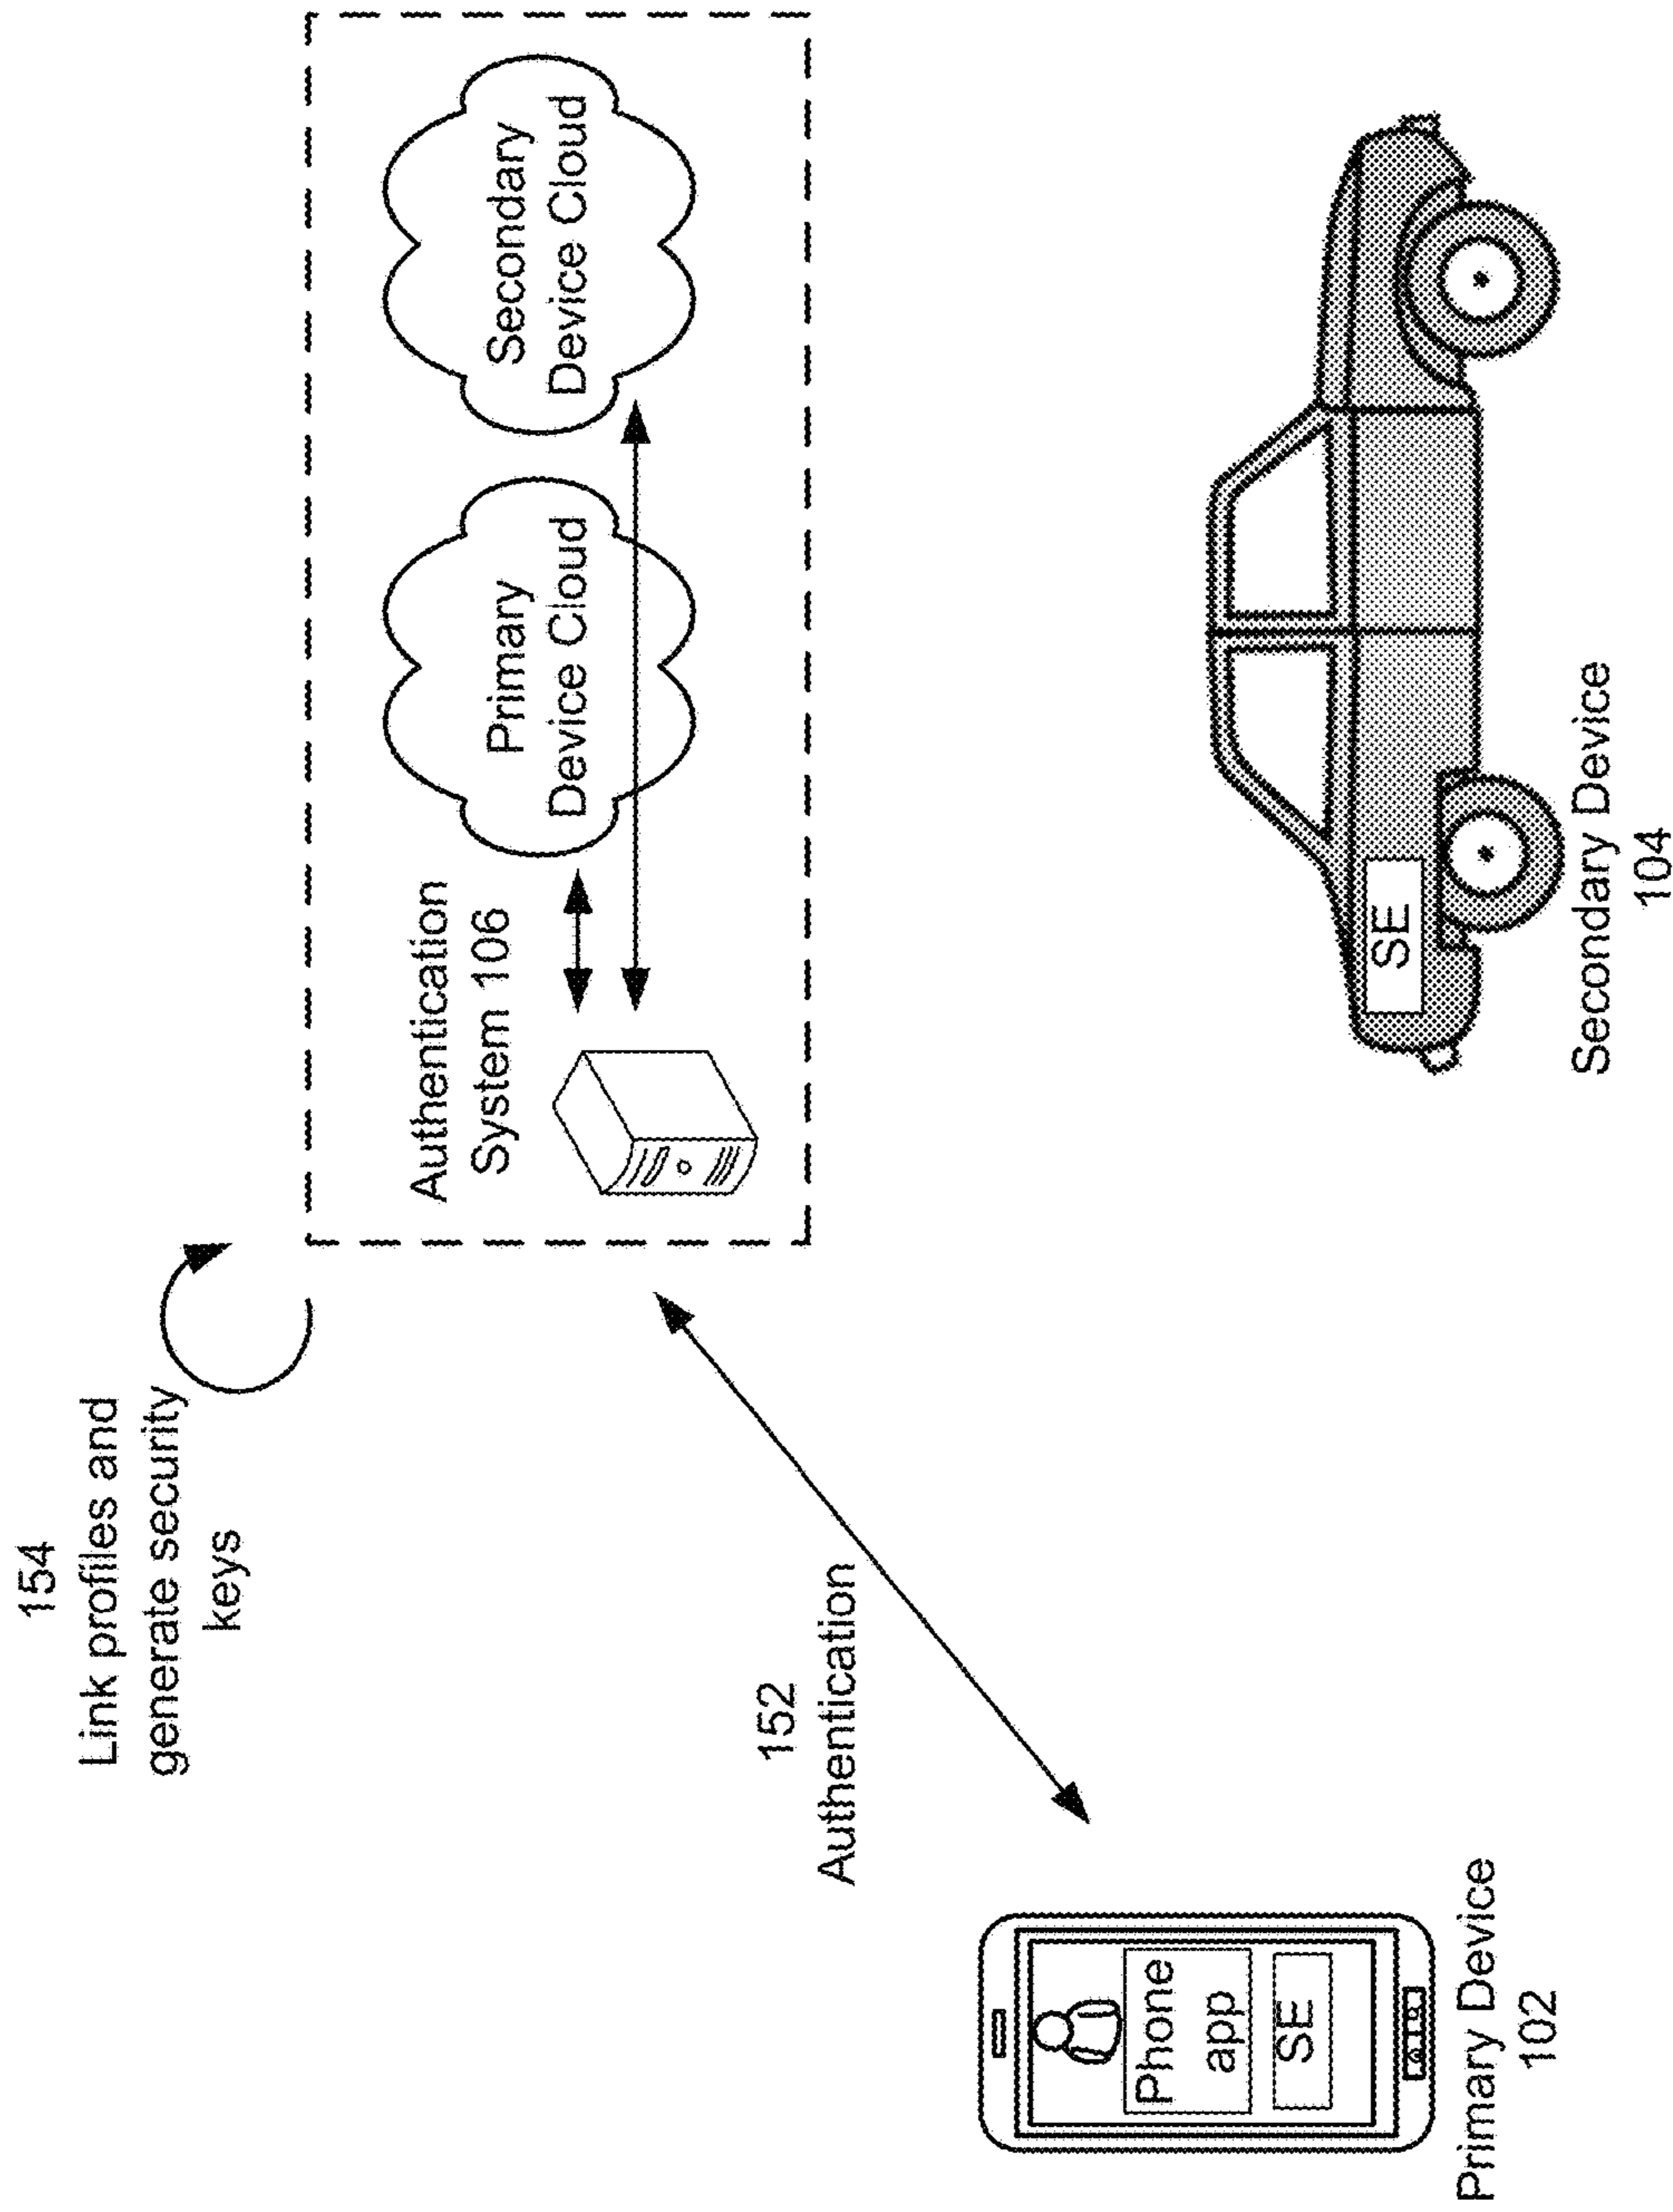 154
Link profiles and
generate security
keys
Authentication
System 106
Primary
Device Cloud
Secondary
Device Cloud
152
Authentication
Phone
app
SE
Primary Device
102
SE
Secondary Device
104